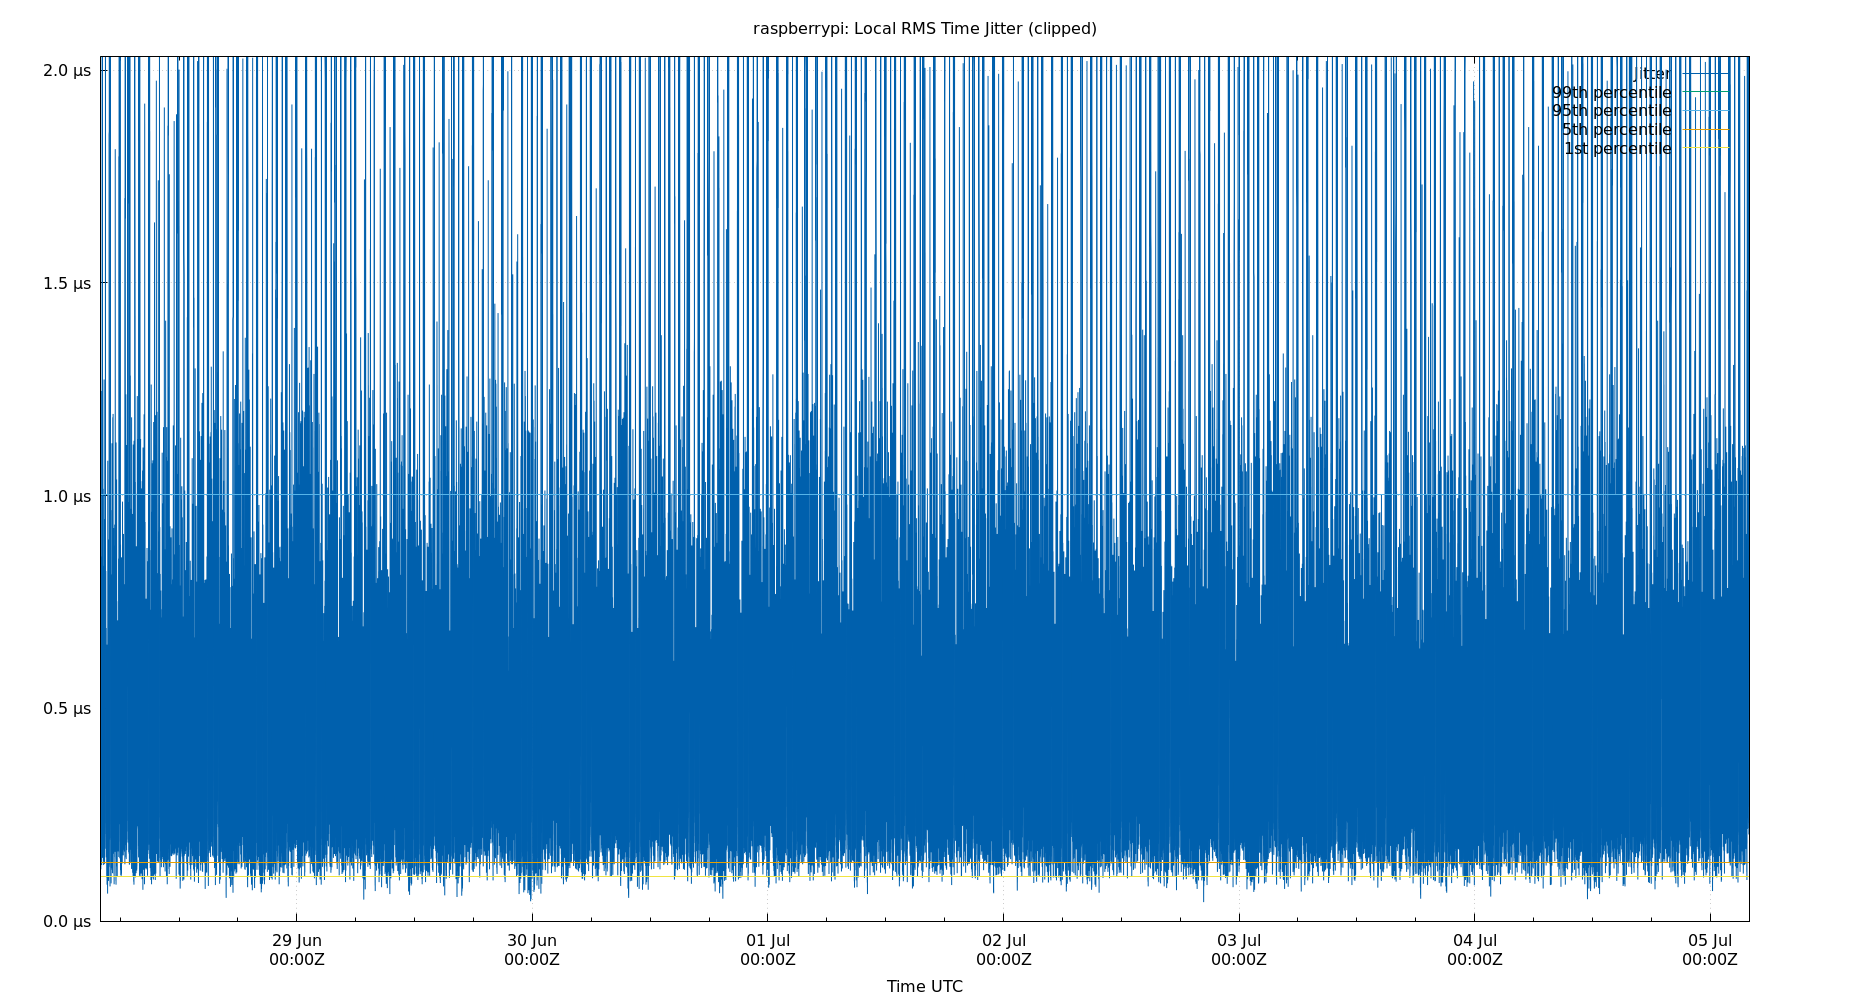 raspberrypi: Local RMS Time Jitter (clipped)
2.0 µs
jitter
99th percentile
95th percentile
5th percentile
1st percentile
1.5 µs
1.0 µs
0.5 µs
0.0 µs
29 Jun 30 Jun 01 Jul 02 Jul 03 Jul 04 Jul 05 Jul
00:00Z 00:00Z 00:00Z 00:00Z 00:00Z 00:00Z 00:00Z
Time UTC